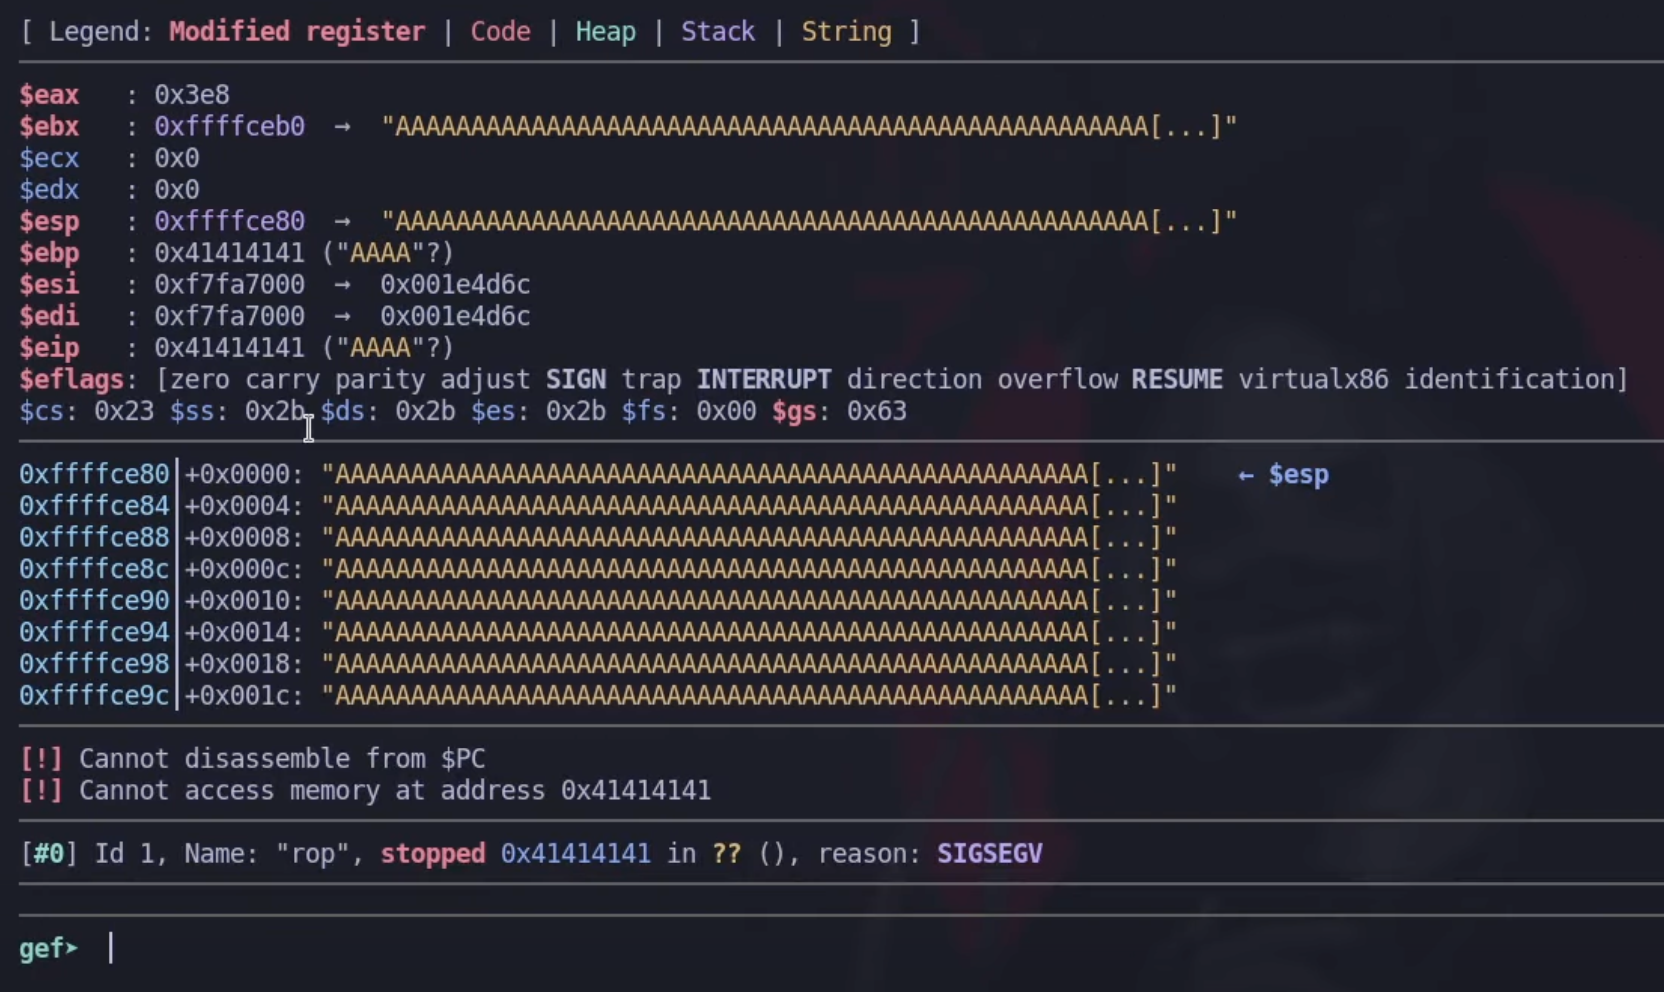 [ Legend: Modified register | Code | Heap | Stack | String ]
$eax   : 0x3e8
$ebx   : 0xffffceb0  →  "AAAAAAAAAAAAAAAAAAAAAAAAAAAAAAAAAAAAAAAAAAAAAAAAAA[...]"
$ecx   : 0x0
$edx   : 0x0
$esp   : 0xffffce80  →  "AAAAAAAAAAAAAAAAAAAAAAAAAAAAAAAAAAAAAAAAAAAAAAAAAA[...]"
$ebp   : 0x41414141 ("AAAA"?)
$esi   : 0xf7fa7000  →  0x001e4d6c
$edi   : 0xf7fa7000  →  0x001e4d6c
$eip   : 0x41414141 ("AAAA"?)
$eflags: [zero carry parity adjust SIGN trap INTERRUPT direction overflow RESUME virtualx86 identification]
$cs: 0x23 $ss: 0x2b $ds: 0x2b $es: 0x2b $fs: 0x00 $gs: 0x63
0xffffce80│+0x0000: "AAAAAAAAAAAAAAAAAAAAAAAAAAAAAAAAAAAAAAAAAAAAAAAAAA[...]"    ← $esp
0xffffce84│+0x0004: "AAAAAAAAAAAAAAAAAAAAAAAAAAAAAAAAAAAAAAAAAAAAAAAAAA[...]"
0xffffce88│+0x0008: "AAAAAAAAAAAAAAAAAAAAAAAAAAAAAAAAAAAAAAAAAAAAAAAAAA[...]"
0xffffce8c│+0x000c: "AAAAAAAAAAAAAAAAAAAAAAAAAAAAAAAAAAAAAAAAAAAAAAAAAA[...]"
0xffffce90│+0x0010: "AAAAAAAAAAAAAAAAAAAAAAAAAAAAAAAAAAAAAAAAAAAAAAAAAA[...]"
0xffffce94│+0x0014: "AAAAAAAAAAAAAAAAAAAAAAAAAAAAAAAAAAAAAAAAAAAAAAAAAA[...]"
0xffffce98│+0x0018: "AAAAAAAAAAAAAAAAAAAAAAAAAAAAAAAAAAAAAAAAAAAAAAAAAA[...]"
0xffffce9c│+0x001c: "AAAAAAAAAAAAAAAAAAAAAAAAAAAAAAAAAAAAAAAAAAAAAAAAAA[...]"
[!] Cannot disassemble from $PC
[!] Cannot access memory at address 0x41414141
[#0] Id 1, Name: "rop", stopped 0x41414141 in ?? (), reason: SIGSEGV
gef➤